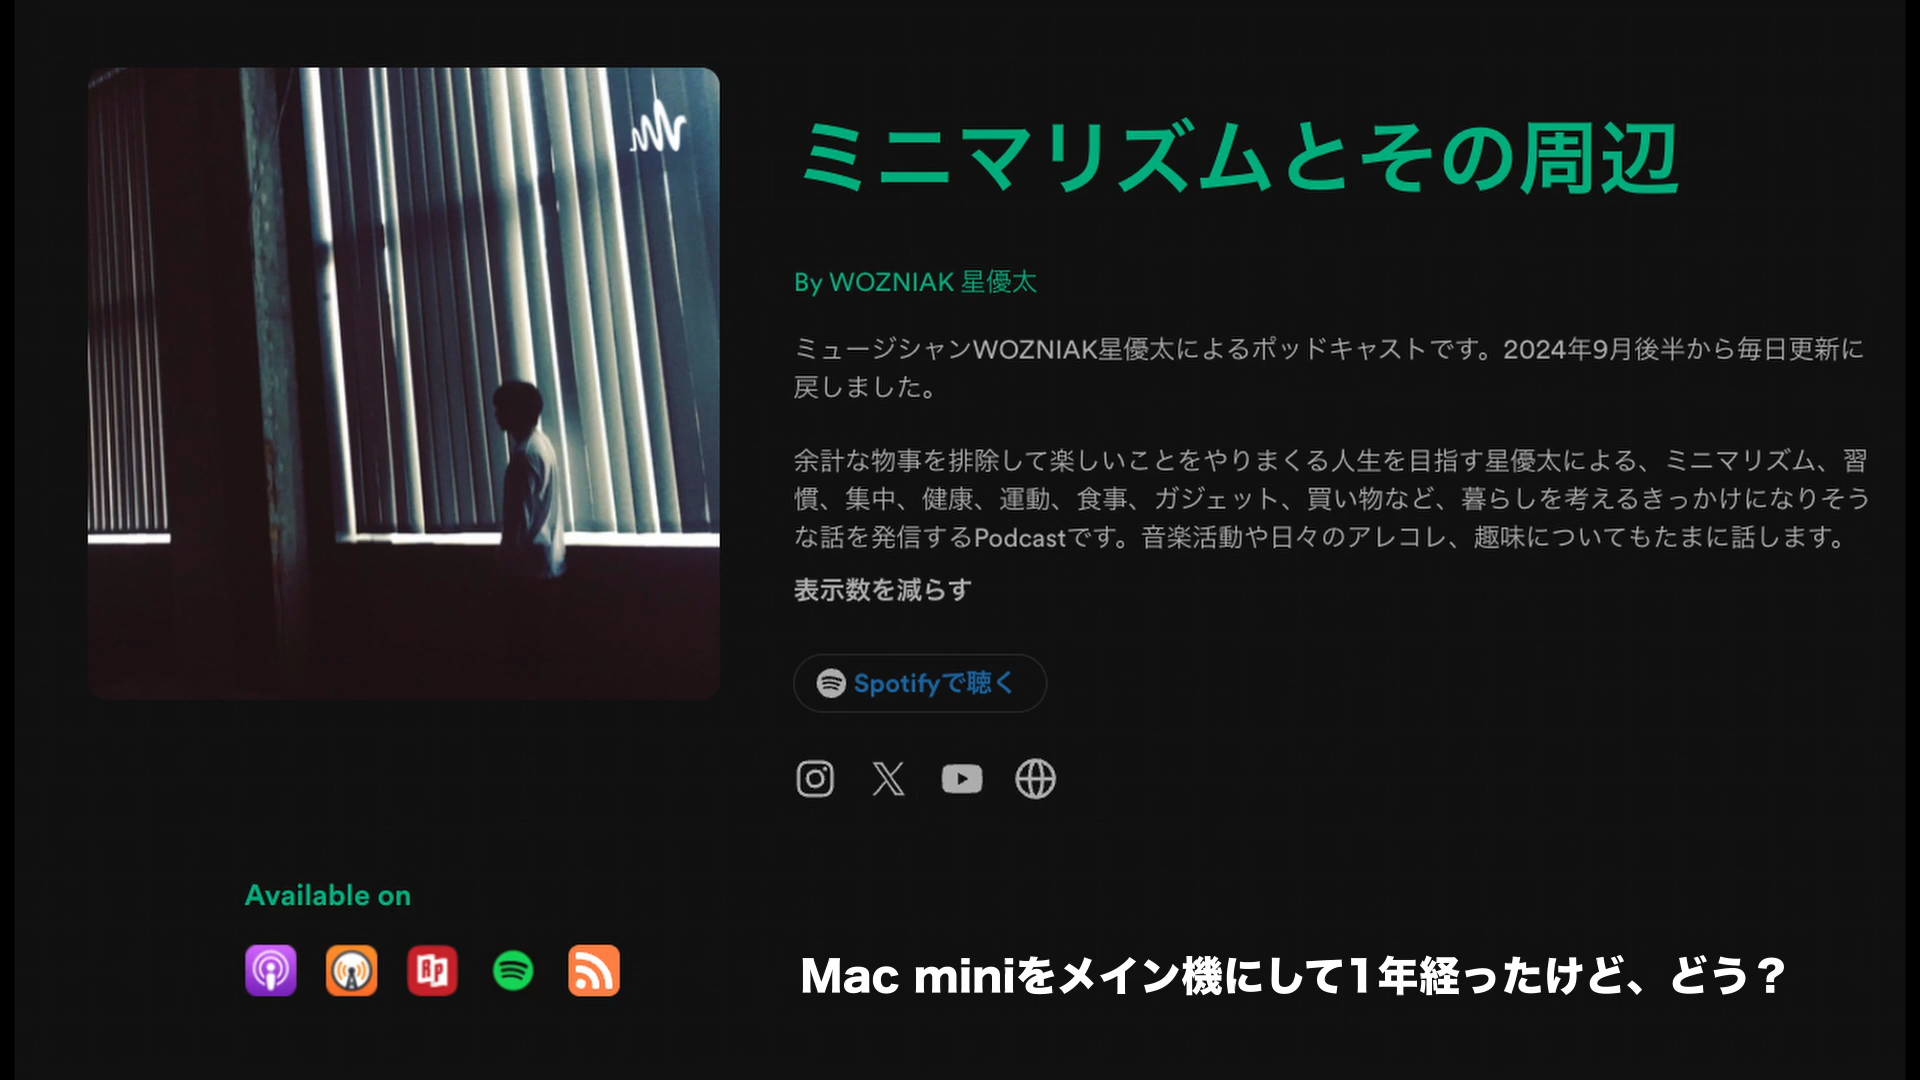 ミニマリズムとその周辺
By WOZNIAK 星優太
ミュージシャンWOZNIAK星優太によるポッドキャストです。2024年9月後半から毎日更新に
戻しました。
余計な物事を排除して楽しいことをやりまくる人生を目指す星優太による、ミニマリズム、習
慣、集中、健康、運動、食事、ガジェット、買い物など、暮らしを考えるきっかけになりそう
な話を発信するPodcastです。音楽活動や日々のアレコレ、趣味についてもたまに話します。
表示数を減らす
Spotifyで聴く
Available on
RP
Mac miniをメイン機にして1年経ったけど、どう？